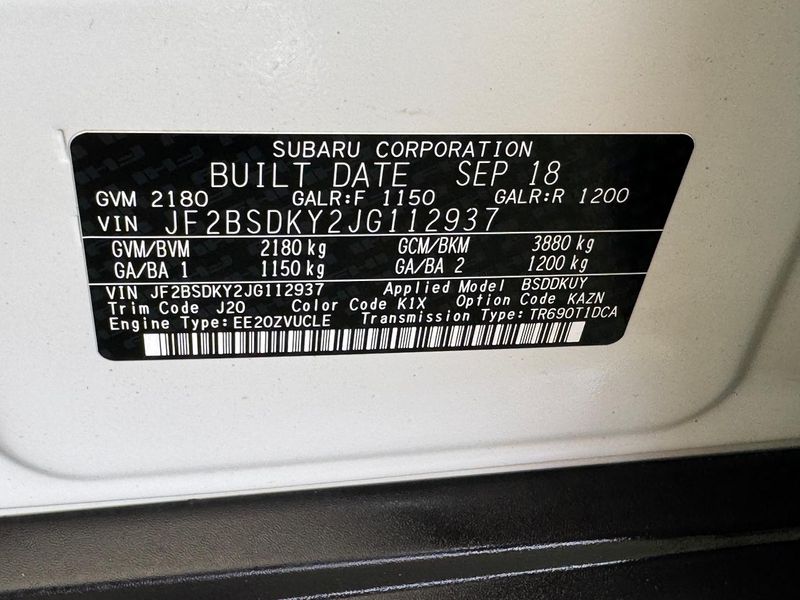 SUBARU CORPORATION
BUILT DATE SEP 18
GVM 2180 GALR:F 1150 GALR:R 1200
VIN JF2BSDKY2JG112937
GVM/BVM 2180 kg GCM/BKM 3880 kg
GA/BA 1 1150 kg GA/BA 2 1200 kg
VIN JF2BSDKY2JG112937 Applied Model BSDDKUY
Trim Code J20 Color Code K1X Option Code KAZN
Engine Type:EE20ZVUCLE Transmission Type:TR690T1DCA